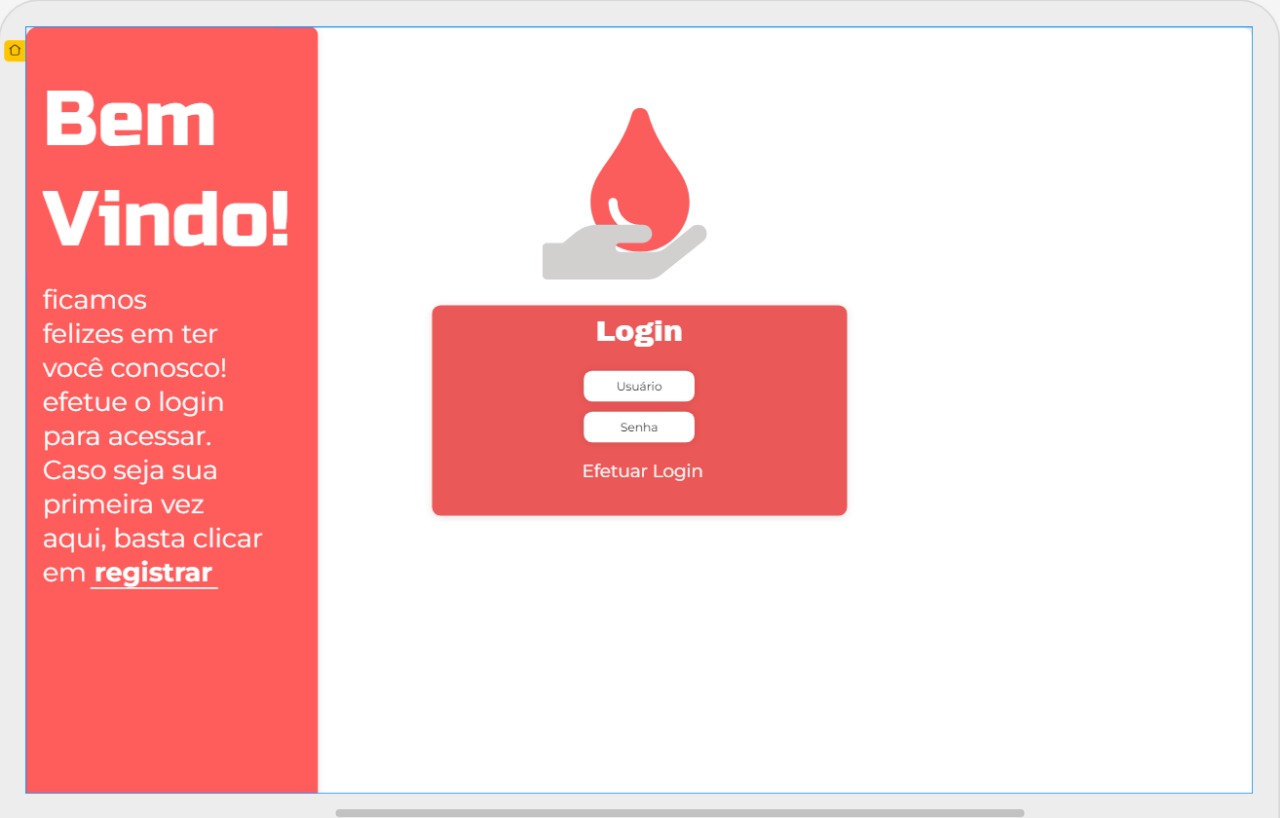 Bem
Vindo!
ficamos
felizes em ter
você conosco!
efetue o login
para acessar.
Caso seja sua
primeira vez
aqui, basta clicar
em registrar
Login
Usuário
Senha
Efetuar Login